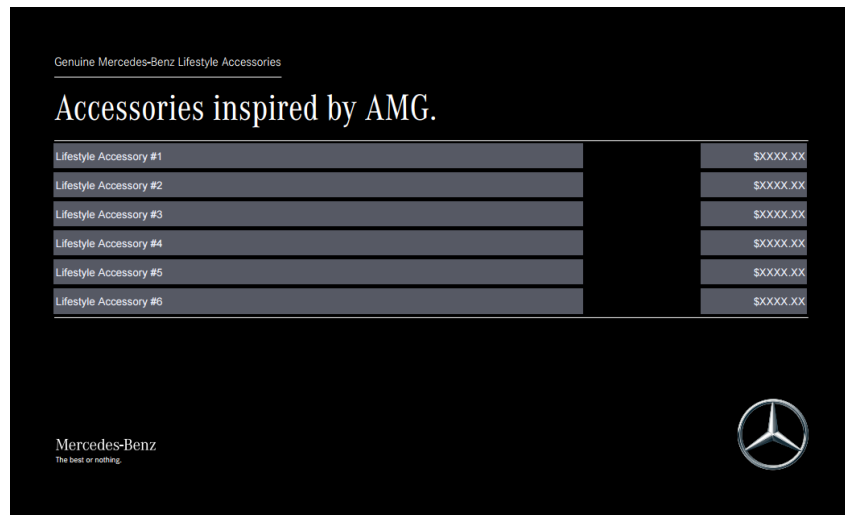 Genuine Mercedes-Benz Lifestyle Accessories
Accessories inspired by AMG.
Lifestyle Accessory #1 $XXXX.XX
Lifestyle Accessory #2 $XXXX.XX
Lifestyle Accessory #3 $XXXX.XX
Lifestyle Accessory #4 $XXXX.XX
Lifestyle Accessory #5 $XXXX.XX
Lifestyle Accessory #6 $XXXX.XX
Mercedes-Benz
The best or nothing.